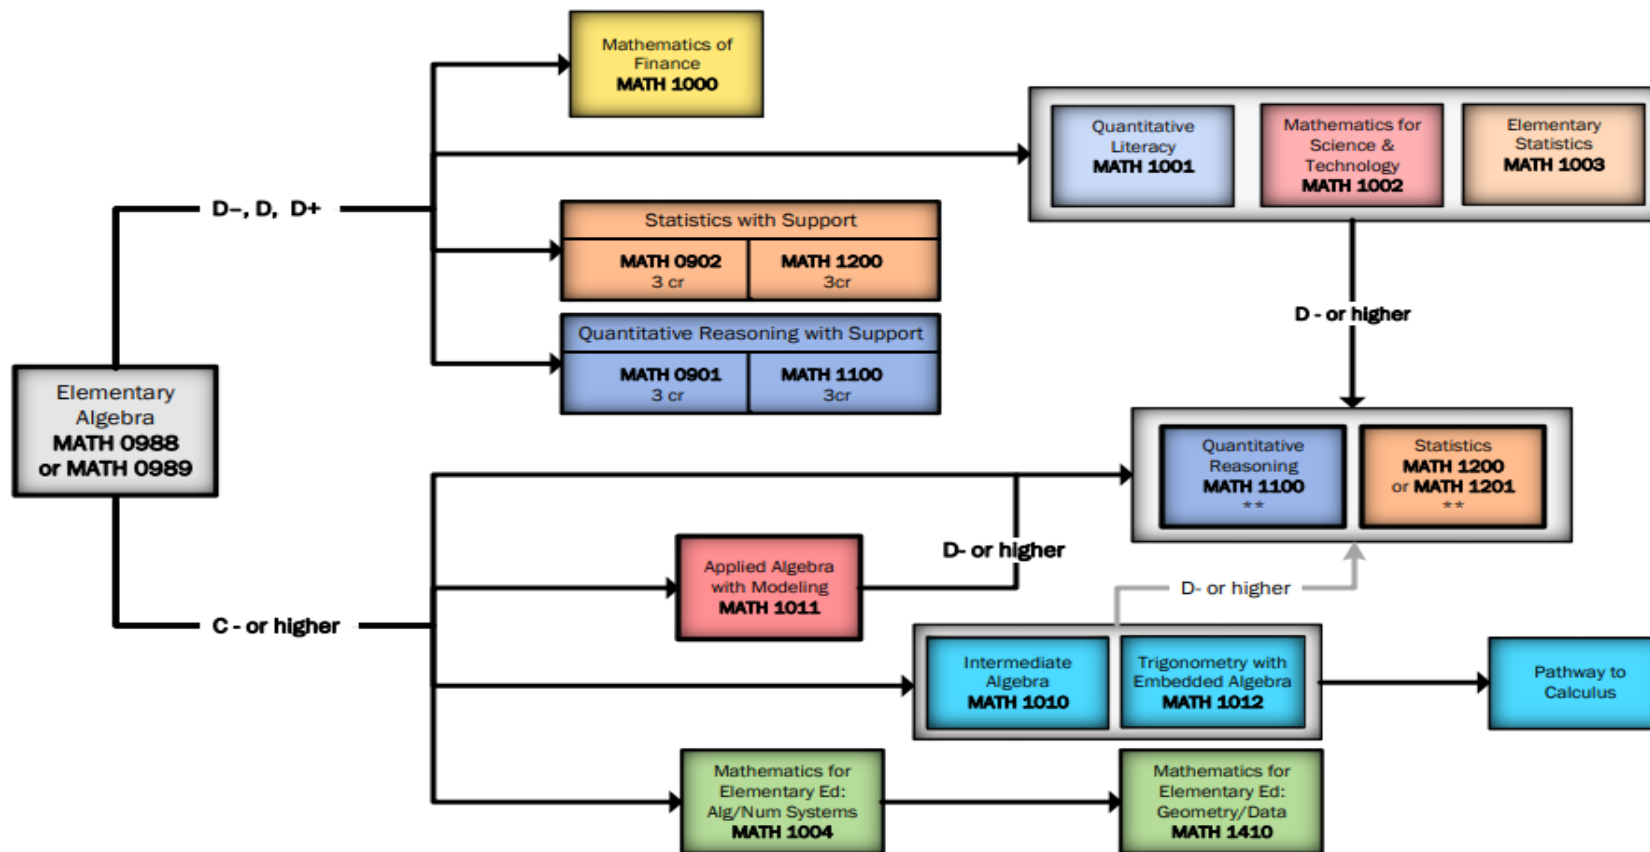 Mathematics of
Finance
MATH 1000
Quantitative
Literacy
MATH 1001
Mathematics for
Science &
Technology
MATH 1002
Elementary
Statistics
MATH 1003
D–, D, D+
Statistics with Support
MATH 0902
3 cr
MATH 1200
3cr
Quantitative Reasoning with Support
MATH 0901
3 cr
MATH 1100
3cr
D - or higher
Elementary
Algebra
MATH 0988
or MATH 0989
Quantitative
Reasoning
MATH 1100
**
Statistics
MATH 1200
or MATH 1201
**
Applied Algebra
with Modeling
MATH 1011
D- or higher
D- or higher
C - or higher
Intermediate
Algebra
MATH 1010
Trigonometry with
Embedded Algebra
MATH 1012
Pathway to
Calculus
Mathematics for
Elementary Ed:
Alg/Num Systems
MATH 1004
Mathematics for
Elementary Ed:
Geometry/Data
MATH 1410